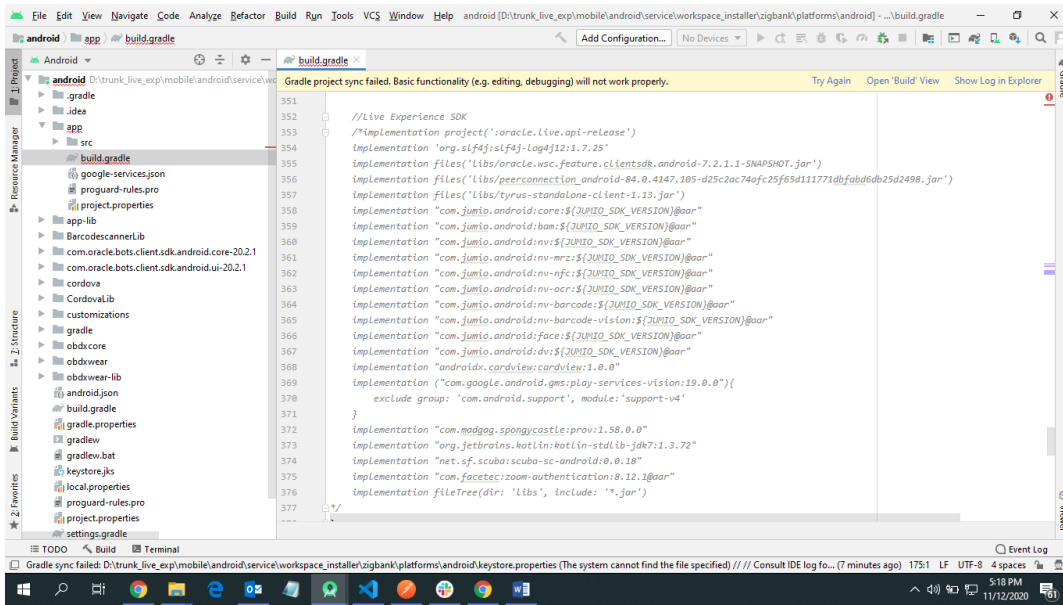 File Edit View Navigate Code Analyze Refactor Build Run Tools VCS Window Help android [D:\trunk_live_exp\mobile\android\service\workspace_installer\zigbank\platforms\android] - ...\build.gradle
android app build.gradle Add Configuration... No Devices
Android build.gradle
1: Project
Resource Manager
7: Structure
Build Variants
2: Favorites
android D:\trunk_live_exp\mobile\android\service\wo
.gradle
.idea
app
src
build.gradle
google-services.json
proguard-rules.pro
project.properties
app-lib
BarcodescannerLib
com.oracle.bots.client.sdk.android.core-20.2.1
com.oracle.bots.client.sdk.android.ui-20.2.1
cordova
CordovaLib
customizations
gradle
obdxcore
obdxwear
obdxwear-lib
android.json
build.gradle
gradle.properties
gradlew
gradlew.bat
keystore.jks
local.properties
proguard-rules.pro
project.properties
settings.gradle
Gradle project sync failed. Basic functionality (e.g. editing, debugging) will not work properly. Try Again Open 'Build' View Show Log in Explorer
351
352 //Live Experience SDK
353 /*implementation project(':oracle.live.api-release')
354 implementation 'org.slf4j:slf4j-log4j12:1.7.25'
355 implementation files('libs/oracle.wsc.feature.clientsdk.android-7.2.1.1-SNAPSHOT.jar')
356 implementation files('libs/peerconnection_android-84.0.4147.105-d25c2ac74afc25f65d111771dbfabd6db25d2498.jar')
357 implementation files('libs/tyrus-standalone-client-1.13.jar')
358 implementation "com.jumio.android:core:${JUMIO_SDK_VERSION}@aar"
359 implementation "com.jumio.android:bam:${JUMIO_SDK_VERSION}@aar"
360 implementation "com.jumio.android:nv:${JUMIO_SDK_VERSION}@aar"
361 implementation "com.jumio.android:nv-mrz:${JUMIO_SDK_VERSION}@aar"
362 implementation "com.jumio.android:nv-nfc:${JUMIO_SDK_VERSION}@aar"
363 implementation "com.jumio.android:nv-ocr:${JUMIO_SDK_VERSION}@aar"
364 implementation "com.jumio.android:nv-barcode:${JUMIO_SDK_VERSION}@aar"
365 implementation "com.jumio.android:nv-barcode-vision:${JUMIO_SDK_VERSION}@aar"
366 implementation "com.jumio.android:face:${JUMIO_SDK_VERSION}@aar"
367 implementation "com.jumio.android:dv:${JUMIO_SDK_VERSION}@aar"
368 implementation "androidx.cardview:cardview:1.0.0"
369 implementation ("com.google.android.gms:play-services-vision:19.0.0"){
370 exclude group: 'com.android.support', module:'support-v4'
371 }
372 implementation "com.madgag.spongycastle:prov:1.58.0.0"
373 implementation "org.jetbrains.kotlin:kotlin-stdlib-jdk7:1.3.72"
374 implementation "net.sf.scuba:scuba-sc-android:0.0.18"
375 implementation "com.facetec:zoom-authentication:8.12.1@aar"
376 implementation fileTree(dir: 'libs', include: '*.jar')
377 */
TODO Build Terminal Event Log
Gradle sync failed: D:\trunk_live_exp\mobile\android\service\workspace_installer\zigbank\platforms\android\keystore.properties (The system cannot find the file specified) // // Consult IDE log fo... (7 minutes ago) 175:1 LF UTF-8 4 spaces
5:18 PM
11/12/2020